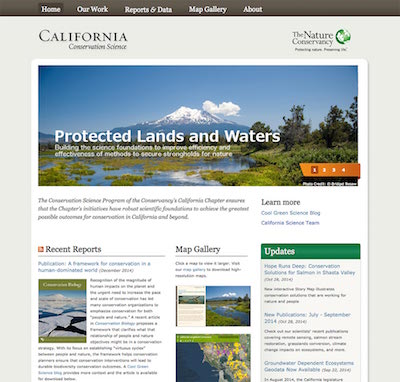 Home Our Work Reports & Data Map Gallery About
CALIFORNIA
Conservation Science
The Nature
Conservancy
Protecting nature. Preserving life.
Protected Lands and Waters
Building the science foundations to improve efficiency and
effectiveness of methods to secure strongholds for nature
1 2 3 4
Photo Credit: © Bridget Besaw
The Conservation Science Program of the Conservancy's California Chapter ensures
that the Chapter's initiatives have robust scientific foundations to achieve the greatest
possible outcomes for conservation in California and beyond.
Learn more
Cool Green Science Blog
California Science Team
Recent Reports
Publication: A framework for conservation in a
human-dominated world (December 2014)
Conservation Biology
Recognition of the magnitude of
human impacts on the planet and
the urgent need to increase the pace
and scale of conservation has led
many conservation organisations to
emphasize conservation for both
"people and nature." A recent article
in Conservation Biology proposes a
framework that clarifies what that
relationship of people and nature
objectives might be in a conservation
strategy. With its focus on establishing "virtuous cycles"
between people and nature, the framework helps conservation
planners ensure that conservation interventions will lead to
durable biodiversity conservation outcomes. A Cool Green
Science blog provides more context and the article is available
for download below.
Map Gallery
Click a map to view it larger. Visit
our map gallery to download high-
resolution maps.
Updates
Hope Runs Deep: Conservation
Solutions for Salmon in Shasta Valley
(Oct 28, 2014)
New interactive Story Map illustrates
conservation solutions that are working for
nature and people
New Publications: July - September
2014 (Oct 28, 2014)
Check out our scientists' recent publications
covering remote sensing, salmon stream
restoration, grasslands conversion, climate
change impacts on ecosystems, and more.
Groundwater Dependent Ecosystems
Geodata Now Available (Sep 02, 2014)
In August 2014, the California legislature